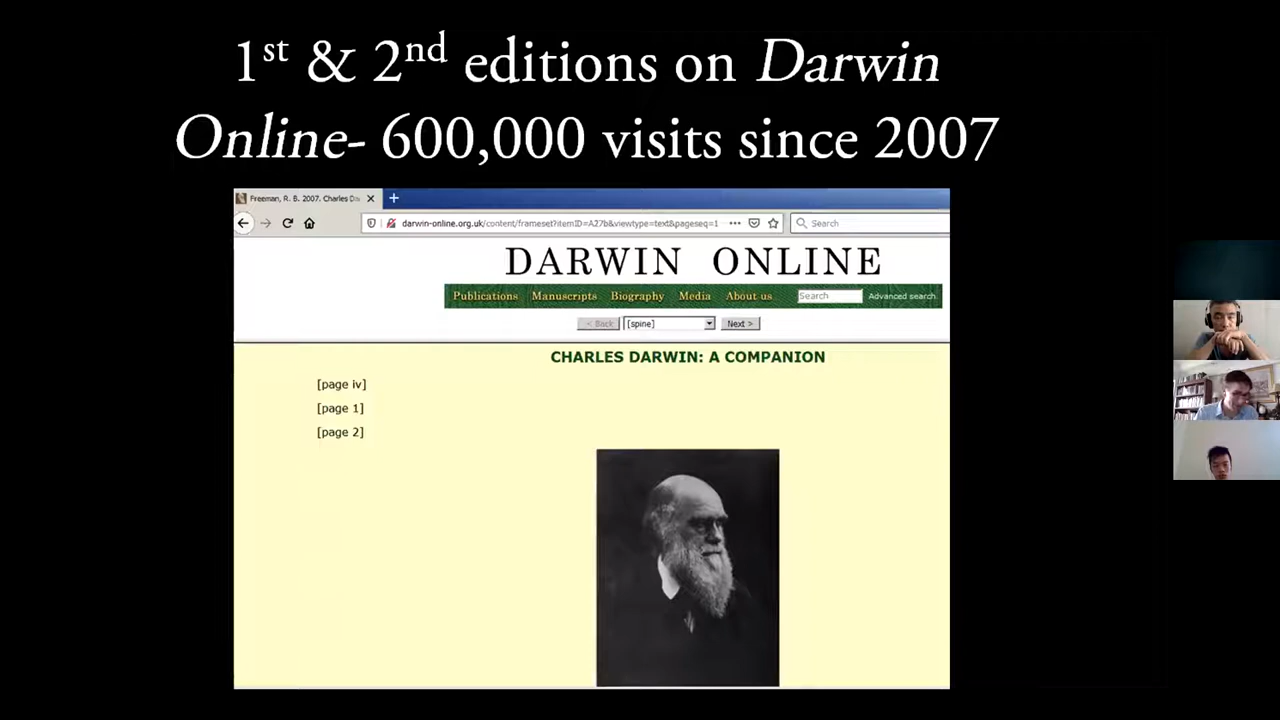 1st & 2nd editions on Darwin
Online- 600,000 visits since 2007
Freeman, R. B. 2007. Charles Da
darwin-online.org.uk/content/frameset?itemID=A27b&viewtype=text&pageseq=1
Search
DARWIN ONLINE
Publications Manuscripts Biography Media About us Search Advanced search
< Back [spine] Next >
CHARLES DARWIN: A COMPANION
[page iv]
[page 1]
[page 2]